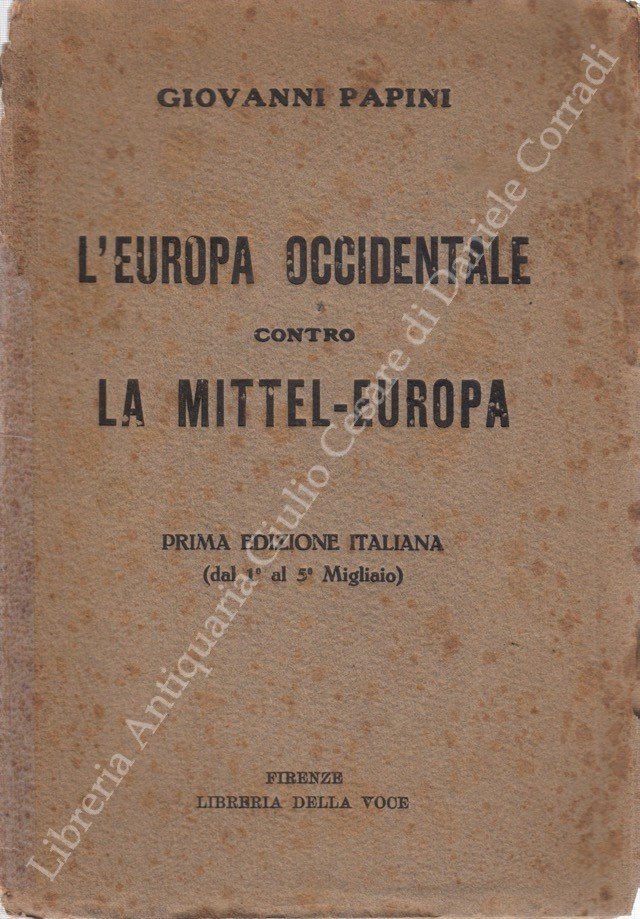 GIOVANNI PAPINI
L'EUROPA OCCIDENTALE
CONTRO
LA MITTEL-EUROPA
PRIMA EDIZIONE ITALIANA
(dal 1° al 5° Migliaio)
FIRENZE
LIBRERIA DELLA VOCE
Libreria Antiquaria Giulio Cesare di Daniele Corradi